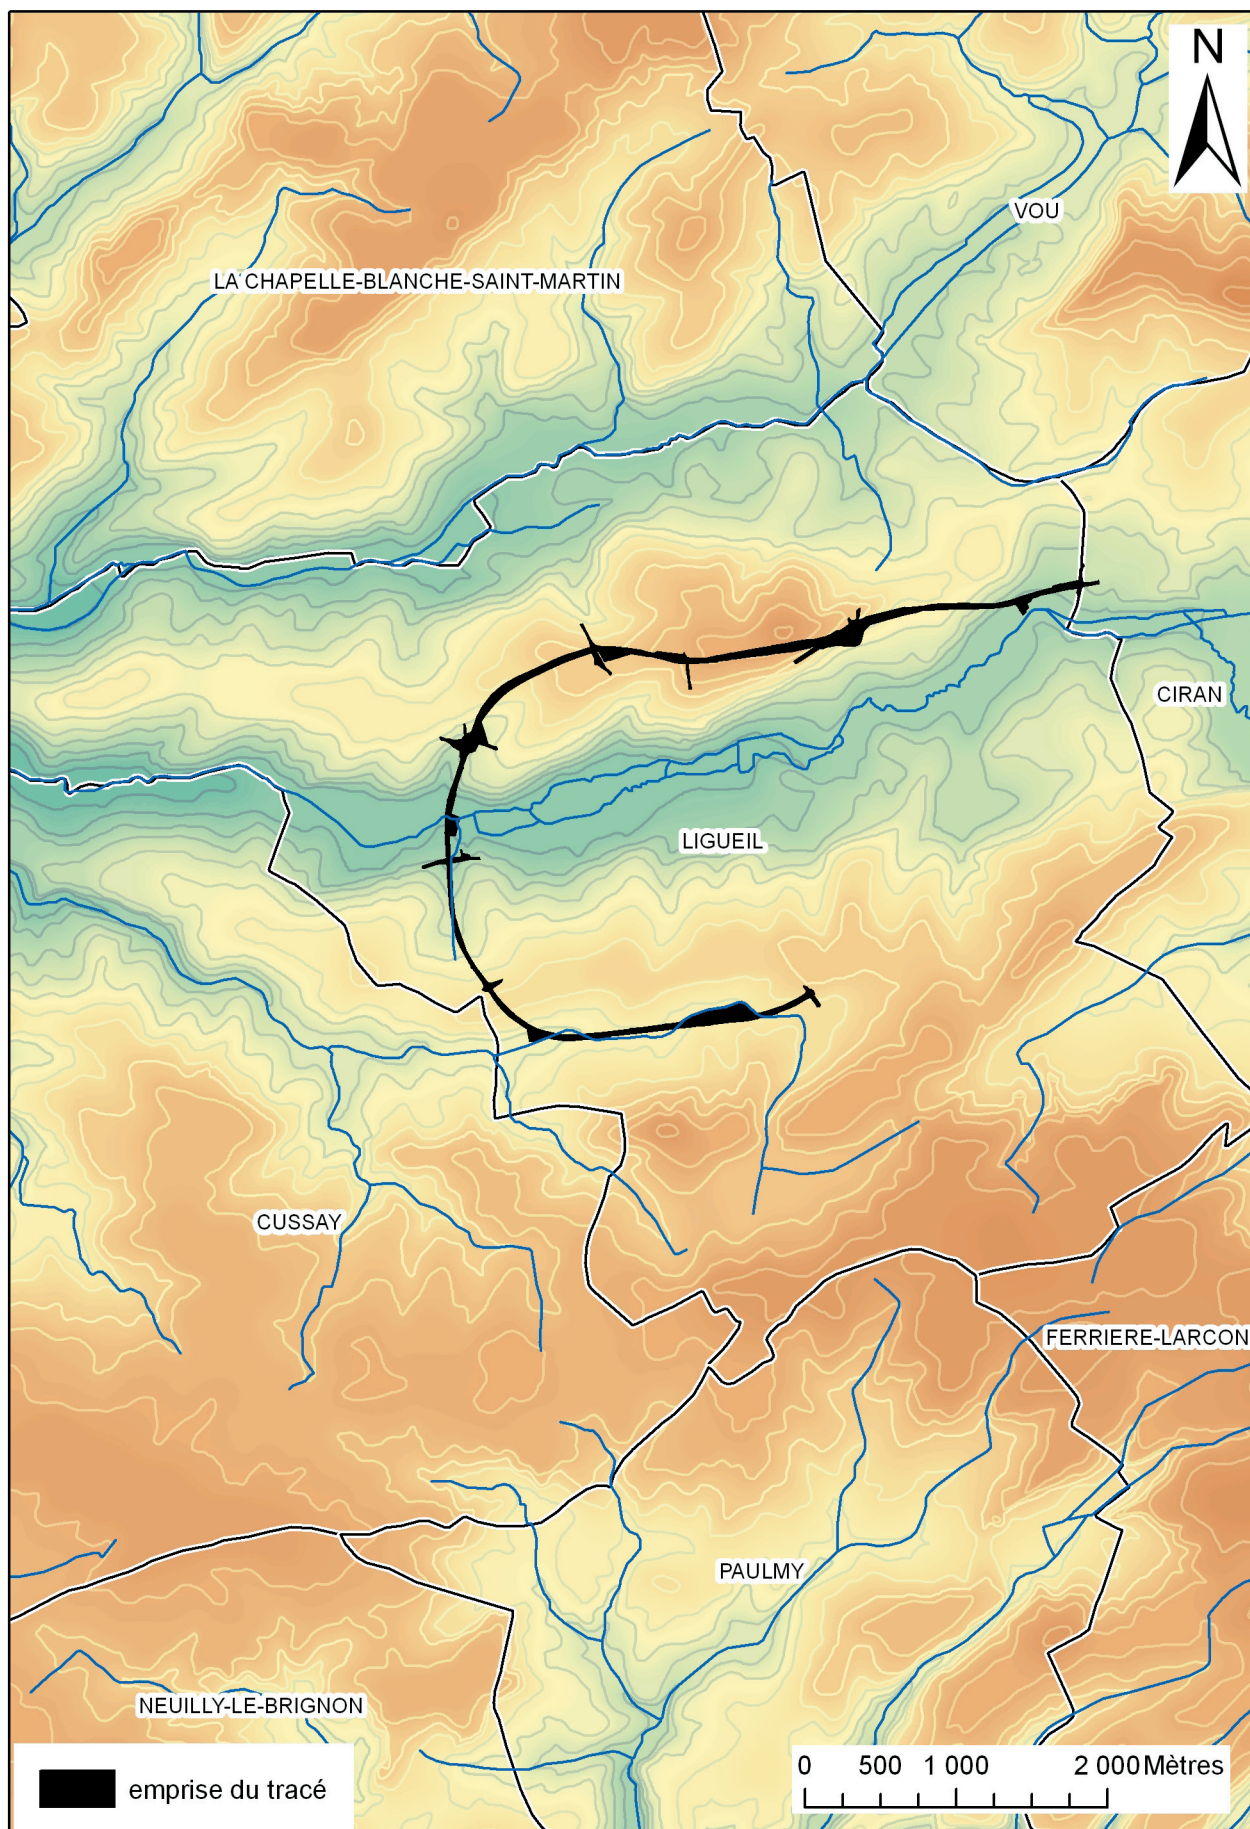 N
VOU
LA CHAPELLE-BLANCHE-SAINT-MARTIN
CIRAN
LIGUEIL
CUSSAY
FERRIERE-LARCON
PAULMY
NEUILLY-LE-BRIGNON
emprise du tracé
0 500 1 000 2 000 Mètres